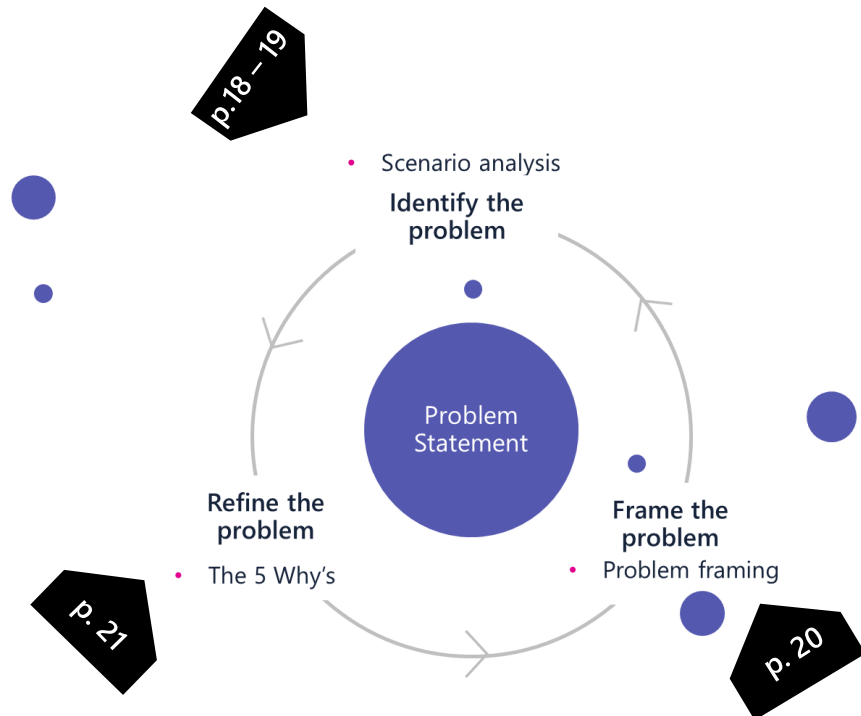 p.18 – 19
• Scenario analysis
Identify the
problem
Problem
Statement
Refine the
problem
• The 5 Why’s
Frame the
problem
• Problem framing
p. 21
p. 20